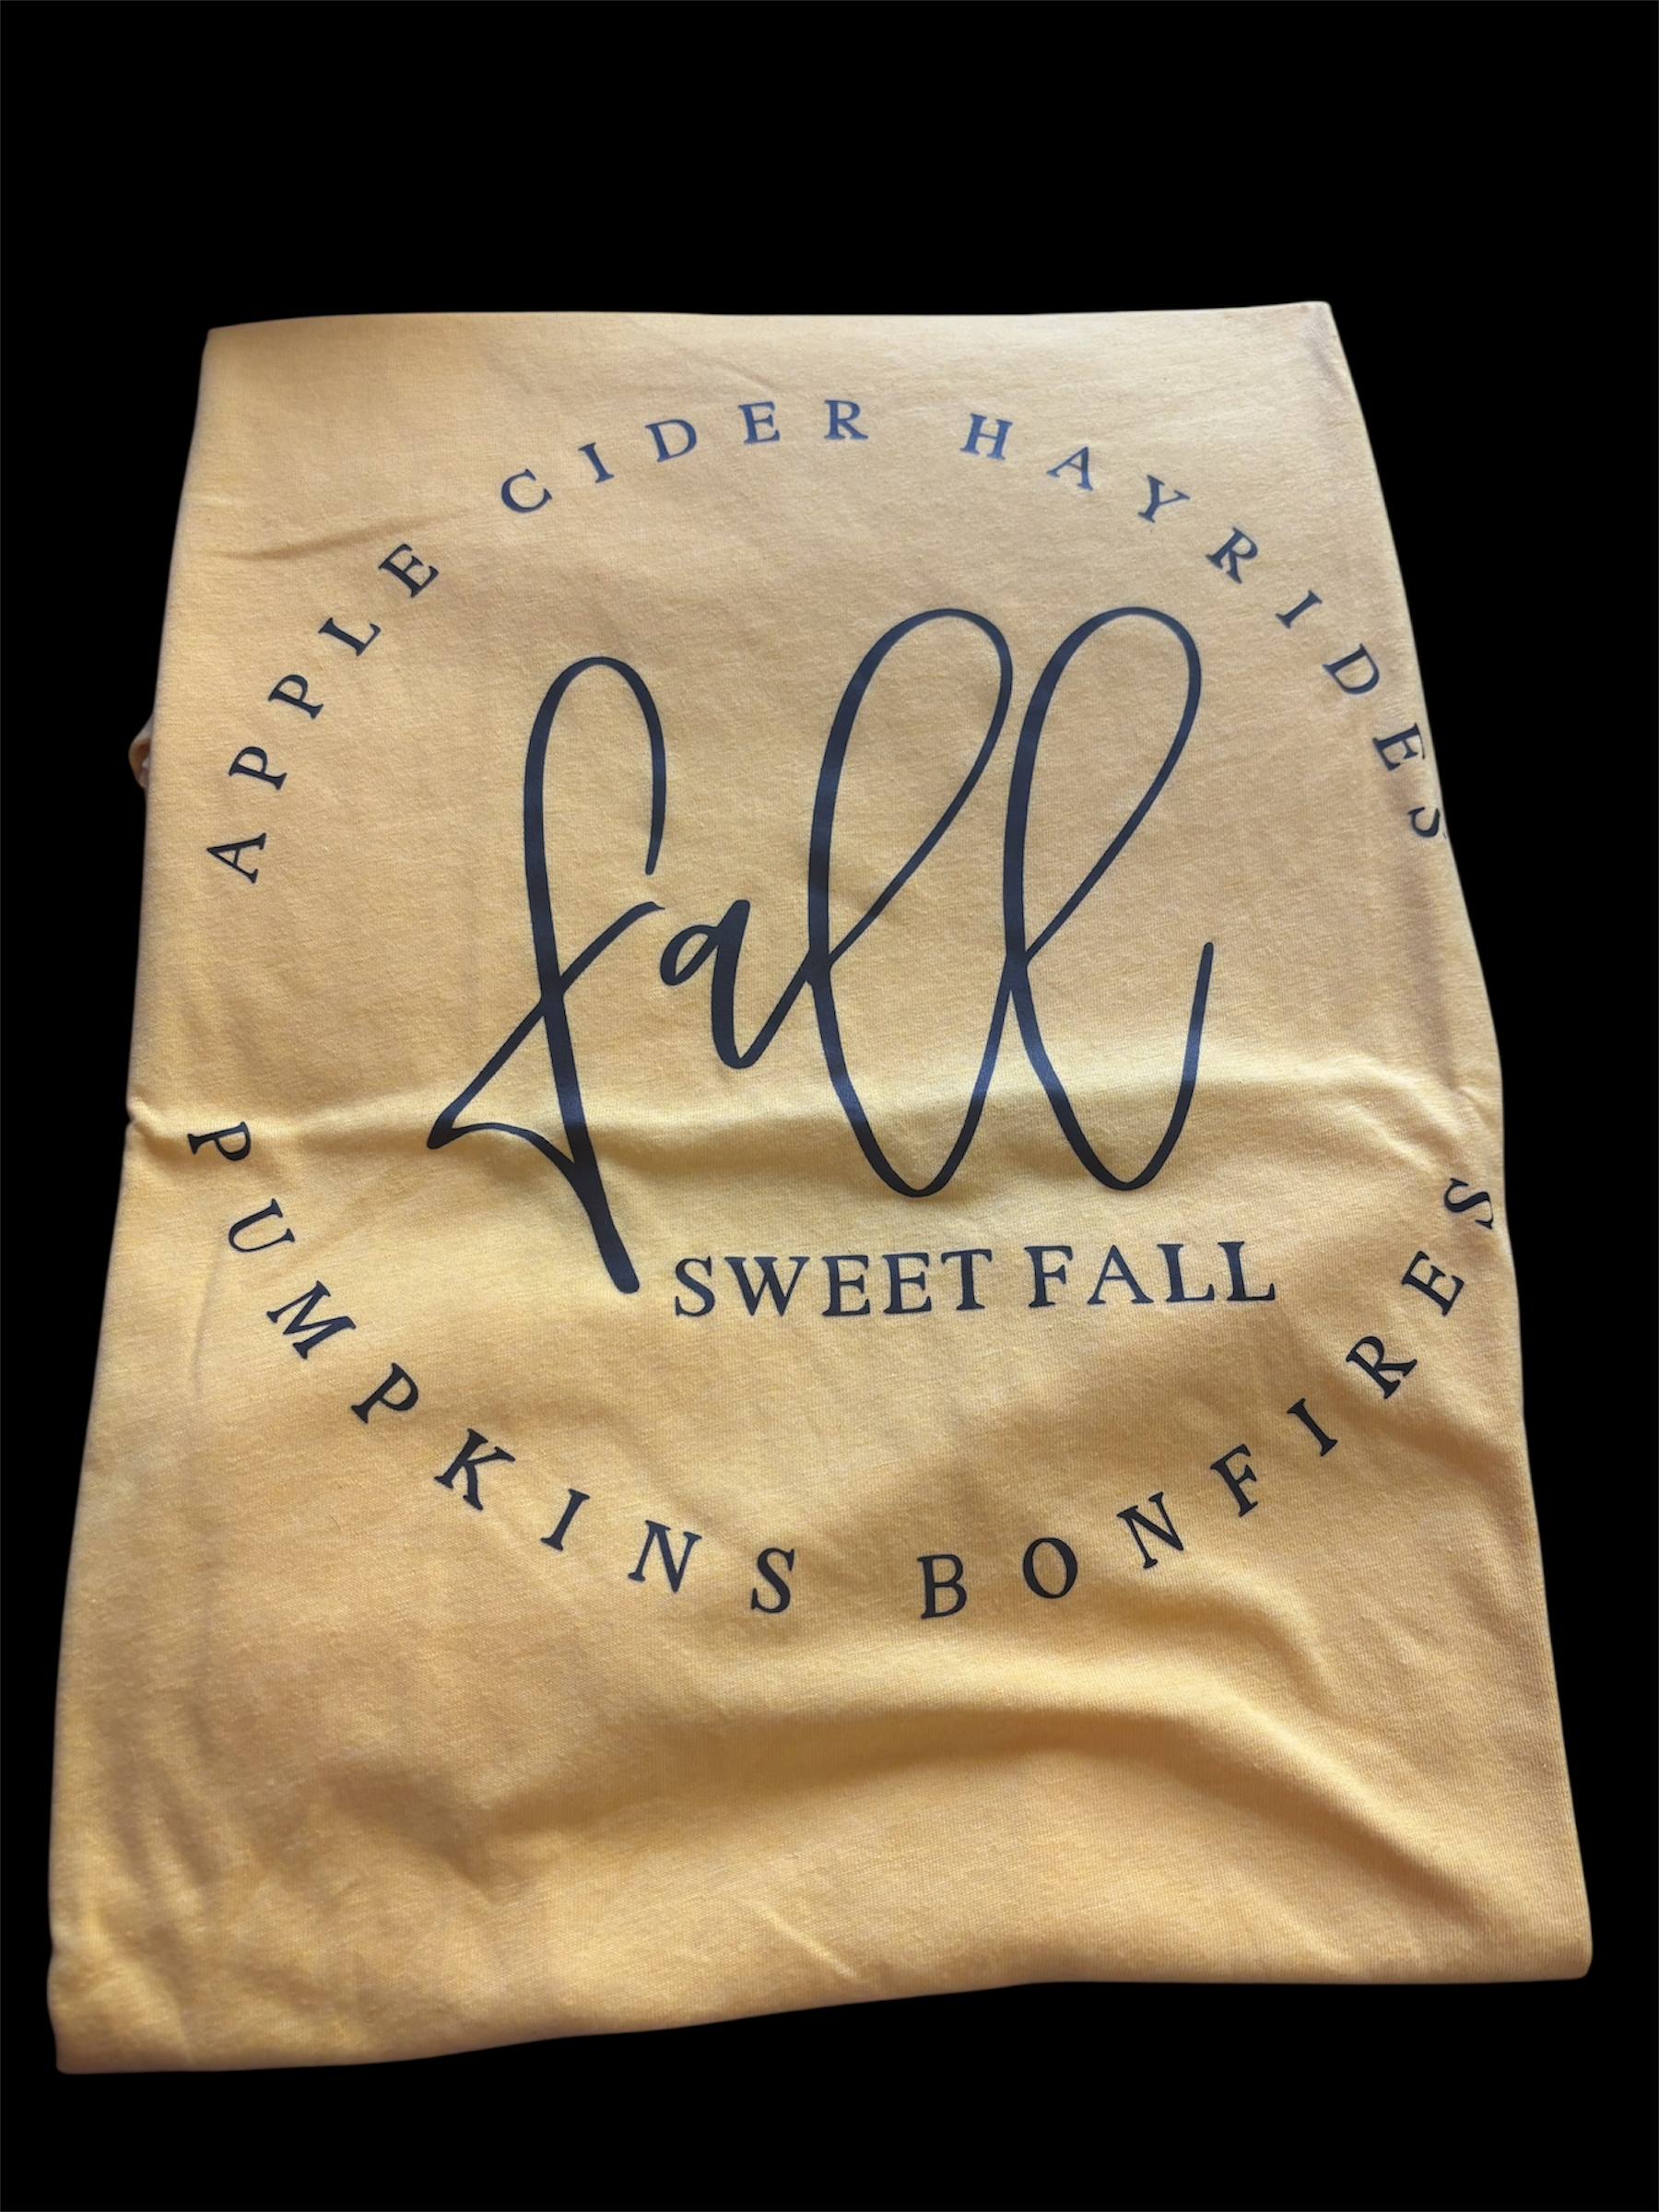 APPLE CIDER HAYRIDES
fall
SWEET FALL
PUMPKINS BONFIRES